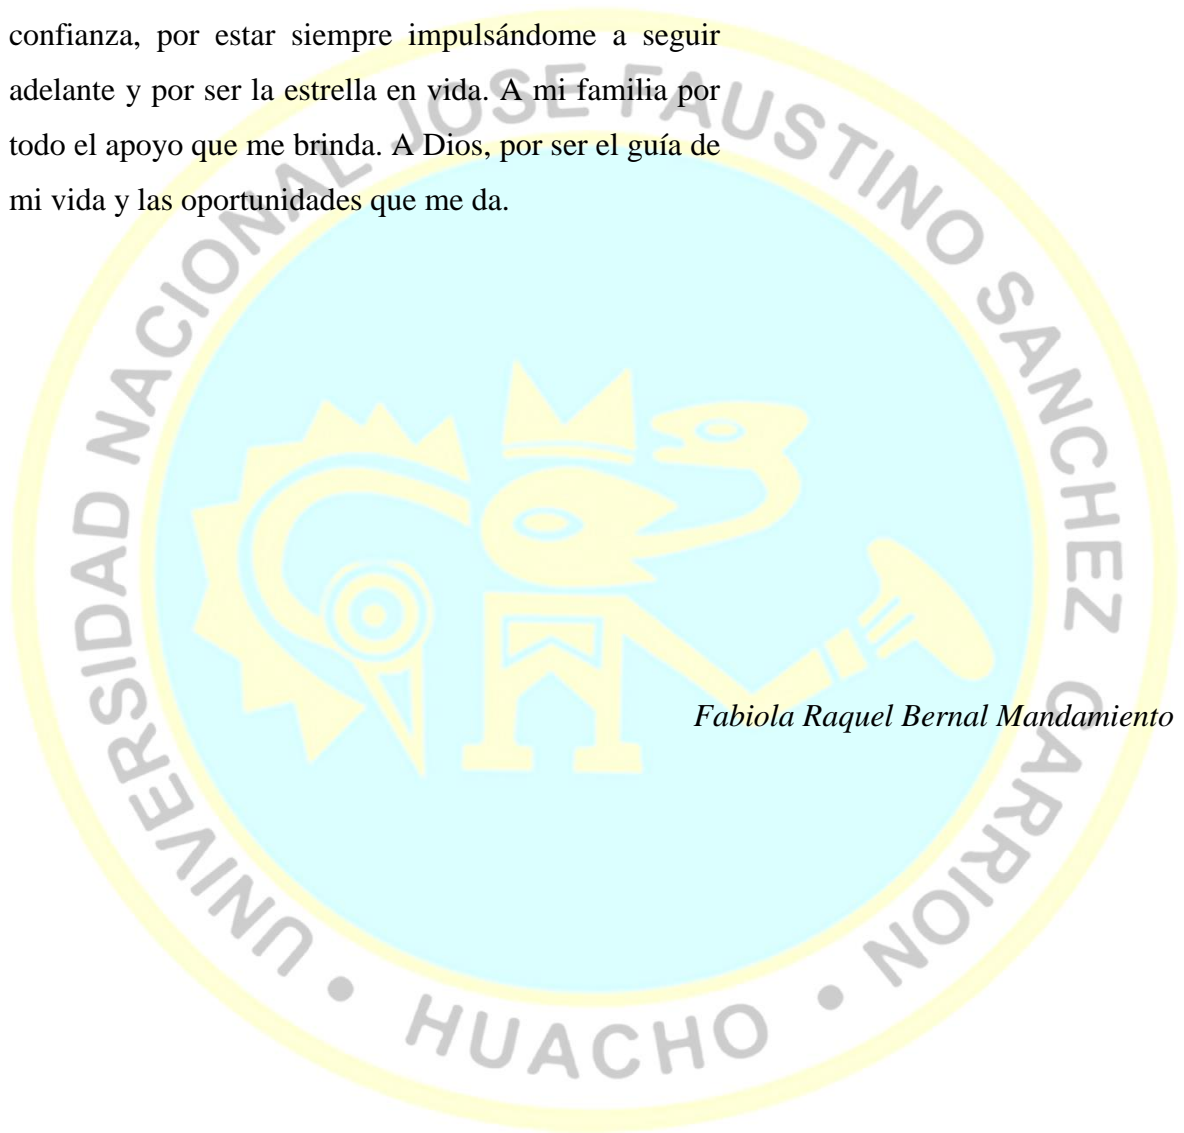 confianza, por estar siempre impulsándome a seguir
adelante y por ser la estrella en vida. A mi familia por
todo el apoyo que me brinda. A Dios, por ser el guía de
mi vida y las oportunidades que me da.
Fabiola Raquel Bernal Mandamiento
UNIVERSIDAD NACIONAL JOSE FAUSTINO SANCHEZ CARRION • HUACHO •